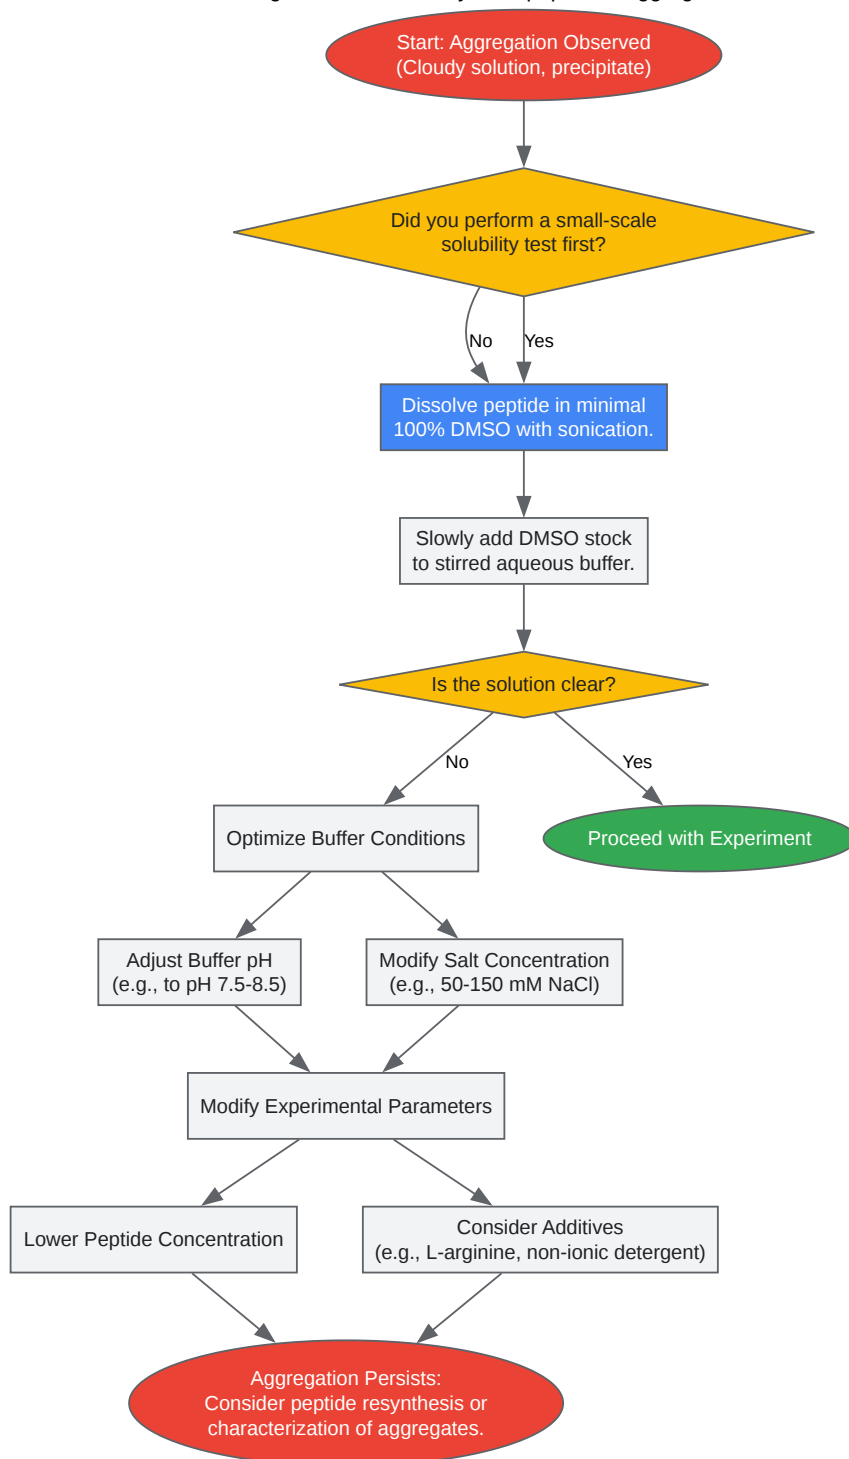 Start: Aggregation Observed
(Cloudy solution, precipitate)
Did you perform a small-scale
solubility test first?
No
Yes
Dissolve peptide in minimal
100% DMSO with sonication.
Slowly add DMSO stock
to stirred aqueous buffer.
Is the solution clear?
No
Yes
Optimize Buffer Conditions
Proceed with Experiment
Adjust Buffer pH
(e.g., to pH 7.5-8.5)
Modify Salt Concentration
(e.g., 50-150 mM NaCl)
Modify Experimental Parameters
Lower Peptide Concentration
Consider Additives
(e.g., L-arginine, non-ionic detergent)
Aggregation Persists:
Consider peptide resynthesis or
characterization of aggregates.